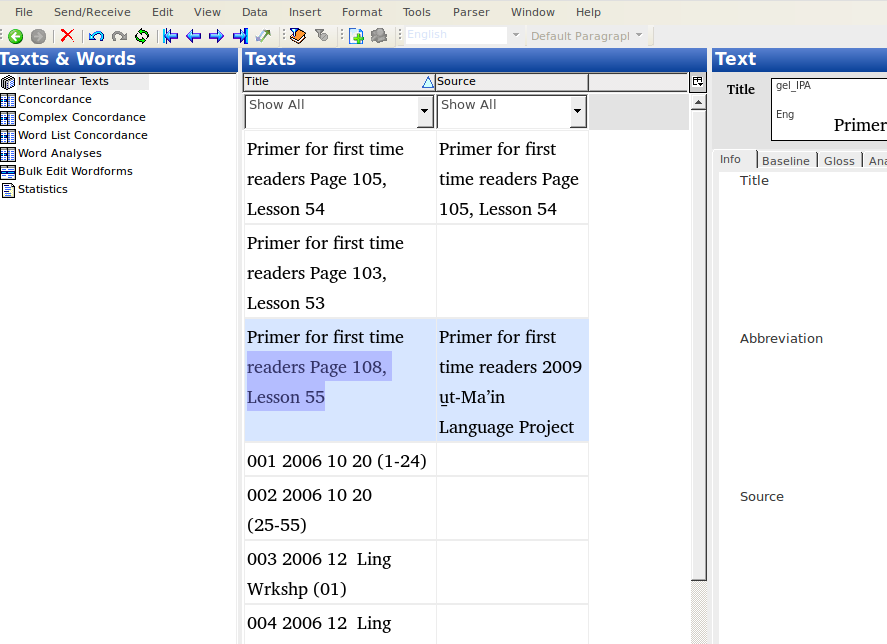 File Send/Receive Edit View Data Insert Format Tools Parser Window Help
English Default Paragrapl
Texts & Words
Interlinear Texts
Concordance
Complex Concordance
Word List Concordance
Word Analyses
Bulk Edit Wordforms
Statistics
Texts
Title Source
Show All Show All
Primer for first time
readers Page 105,
Lesson 54
Primer for first
time readers Page
105, Lesson 54
Primer for first time
readers Page 103,
Lesson 53
Primer for first time
readers Page 108,
Lesson 55
Primer for first
time readers 2009
u̱t-Ma’in
Language Project
001 2006 10 20 (1-24)
002 2006 10 20
(25-55)
003 2006 12  Ling
Wrkshp (01)
004 2006 12  Ling
Text
Title
gel_IPA
Eng
Primer
Info Baseline Gloss Ana
Title
Abbreviation
Source